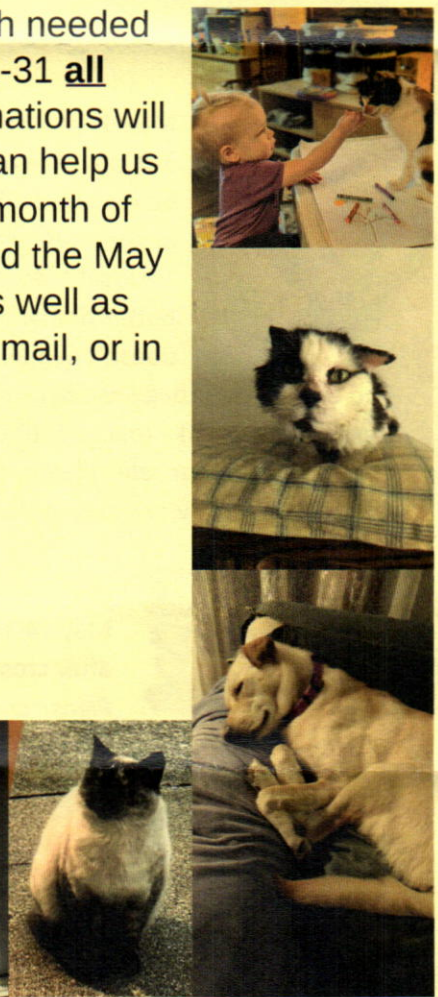 h needed
-31 all
nations will
an help us
month of
d the May
s well as
mail, or in